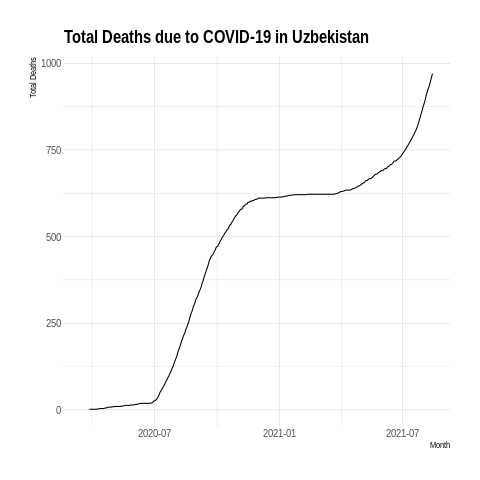 Total Deaths due to COVID-19 in Uzbekistan
Total Deaths
1000
750
500
250
0
2020-07
2021-01
2021-07
Month